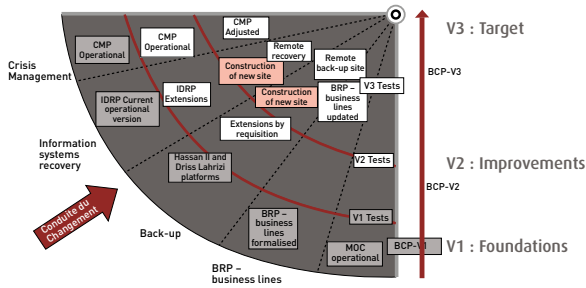 CMP
Adjusted
CMP
Operational
CMP
Operational
Remote
recovery
V3 : Target
Crisis
Management
Construction
of new site
Remote
back-up site
BCP-V3
V3 Tests
IDRP
Extensions
Construction
of new site
BRP –
business
lines
updated
IDRP Current
operational
version
Extensions by
requisition
Information
systems
recovery
V2 Tests
V2 : Improvements
Hassan II and
Driss Lahrizi
platforms
BCP-V2
Conduite du
Changement
V1 Tests
Back-up
BRP –
business
lines
formalised
MOC
operational
BCP-V1
V1 : Foundations
BRP –
business lines